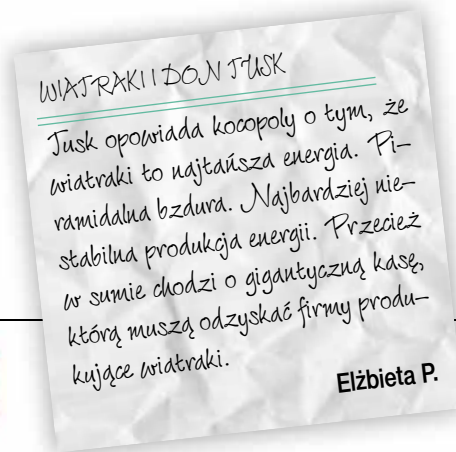 WIATRAKI I DON TUSK
Tusk opowiada kocopoły o tym, że
wiatraki to najtańsza energia. Pi-
ramidalna bzdura. Najbardziej nie-
stabilna produkcja energii. Przecież
w sumie chodzi o gigantyczną kasę,
którą muszą odzyskać firmy produ-
kujące wiatraki.
Elżbieta P.